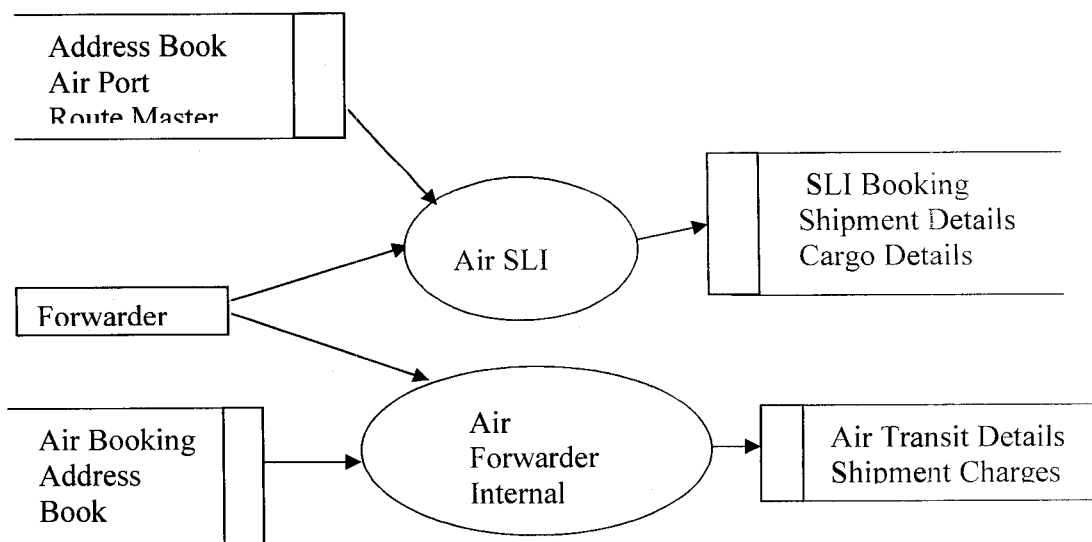 Address Book
Air Port
Route Master
SLI Booking
Shipment Details
Cargo Details
Air SLI
Forwarder
Air Booking
Address
Book
Air
Forwarder
Internal
Air Transit Details
Shipment Charges